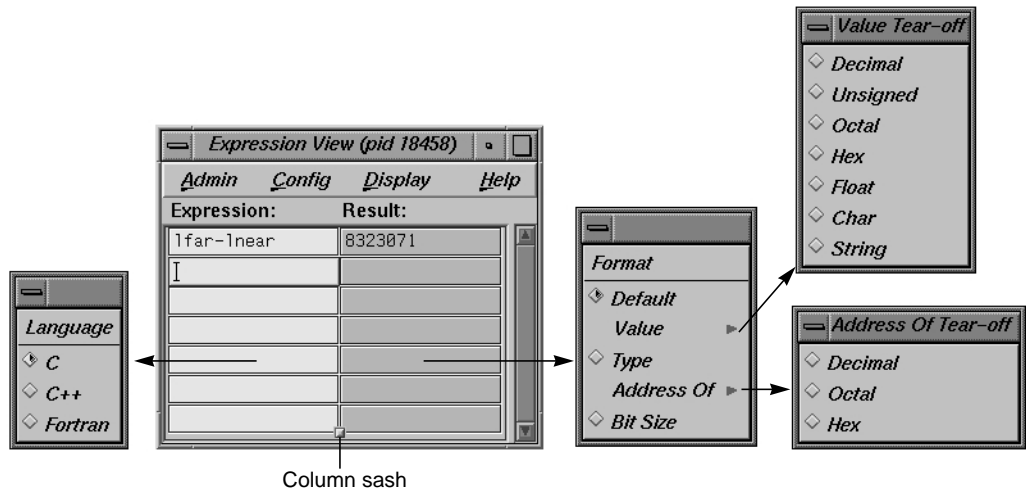 Value Tear-off
Decimal
Unsigned
Octal
Hex
Float
Char
String
Expression View (pid 18458)
Admin Config Display Help
Expression: Result:
lfar-lnear 8323071
Language
C
C++
Fortran
Format
Default
Value
Type
Address Of
Bit Size
Address Of Tear-off
Decimal
Octal
Hex
Column sash